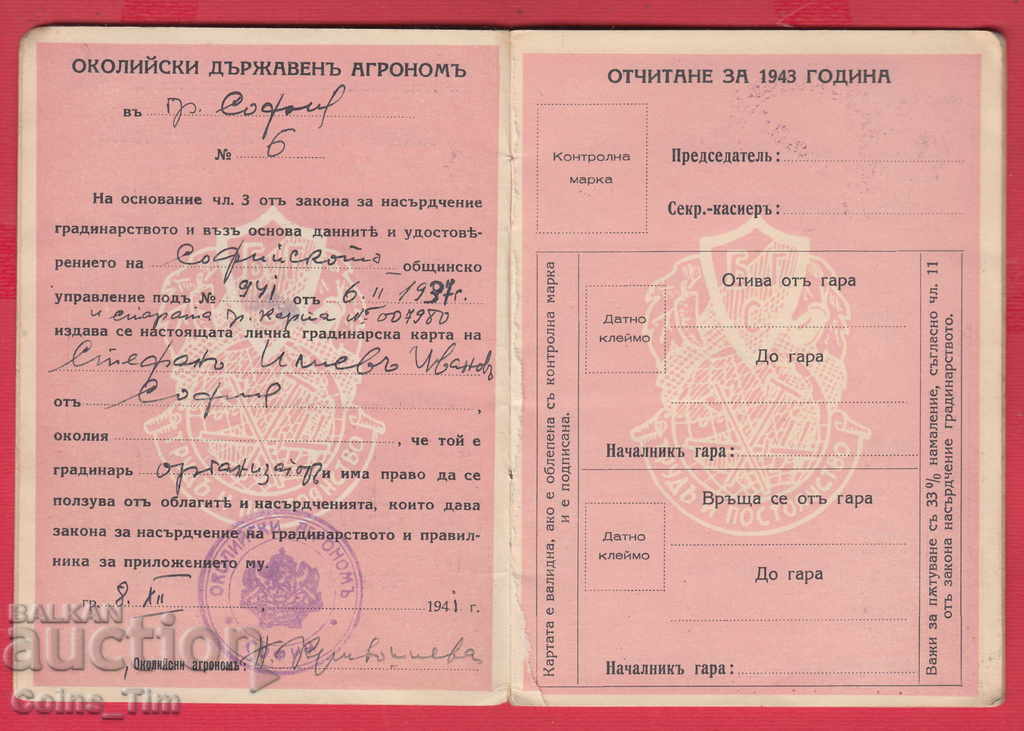 ОКОЛИЙСКИ ДЪРЖАВЕНЪ АГРОНОМЪ
въ гр. София
№ 6
На основание чл. 3 отъ закона за насърдчение
градинарството и възъ основа даннитѣ и удостовѣ-
рението на Софийското общинско
управление подъ № 941 отъ 6. II 1937 г.
и старата гр. карта № 007980
издава се настоящата лична градинарска карта на
Стефанъ Илиевъ Ивановъ
отъ София ,
околия , че той е
градинарь организаторъ и има право да се
ползува отъ облагитѣ и насърдченията, които дава
закона за насърдчение на градинарството и правил-
ника за приложението му.
гр. 8. XII 1941 г.
Околийски агрономъ:
ОКОЛИЙСКИ АГРОНОМЪ
ОТЧИТАНЕ ЗА 1943 ГОДИНА
Контролна
марка
Председатель:
Секр.-касиеръ:
Картата е валидна, ако е облепена съ контролна марка
и е подписана.
Отива отъ гара
Датно
клеймо
До гара
Началникъ гара:
Връща се отъ гара
Датно
клеймо
До гара
Началникъ гара:
Важи за пѫтуване съ 33% намаление, съгласно чл. 11
отъ закона насърдчение градинарството.
БЗГ
ПОСТОЯНСТВО
BALKAN
auction
Coins_Tim